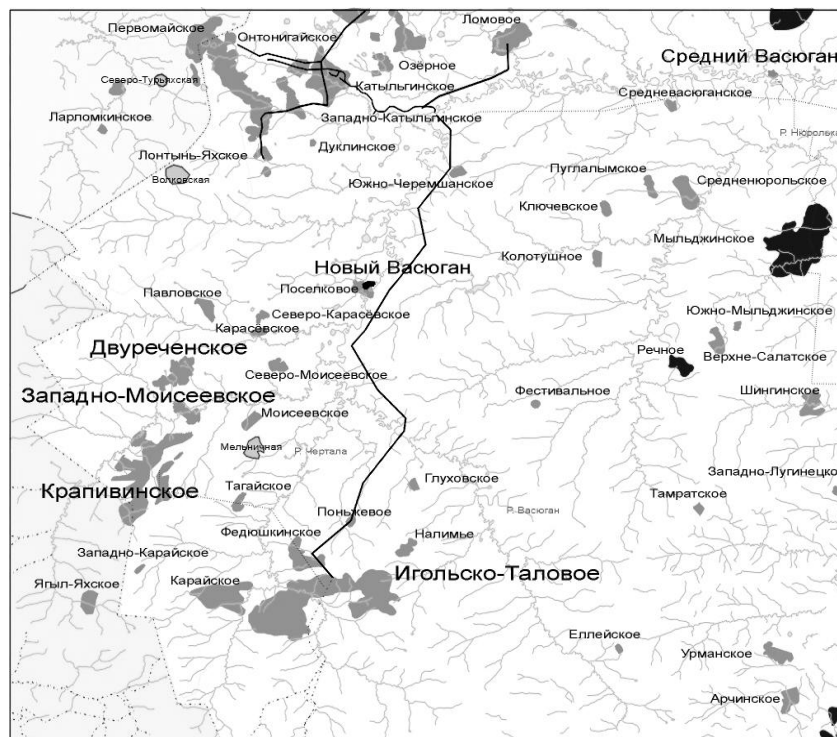 Ломовое
Первомайское
Онтонигайское
Средний Васюган
Озёрное
Северо-Турьяхская
Катыльгинское
Средневасюганское
Ларломкинское
Западно-Катыльгинское
Р. Нюролька
Дуклинское
Лонтынь-Яхское
Пуглалымское
Волковская
Южно-Черемшанское
Средненюрольское
Ключевское
Мыльджинское
Колотушное
Новый Васюган
Поселковое
Павловское
Северо-Карасёвское
Южно-Мыльджинское
Карасёвское
Двуреченское
Речное
Верхне-Салатское
Северо-Моисеевское
Западно-Моисеевское
Фестивальное
Шингинское
Моисеевское
Мельничная
Р. Чертала
Западно-Лугинецко
Крапивинское
Тагайское
Глуховское
Тамратское
Поньжевое
Р. Васюган
Федюшкинское
Налимье
Западно-Карайское
Игольско-Таловое
Ягыл-Яхское
Карайское
Еллейское
Урманское
Арчинское